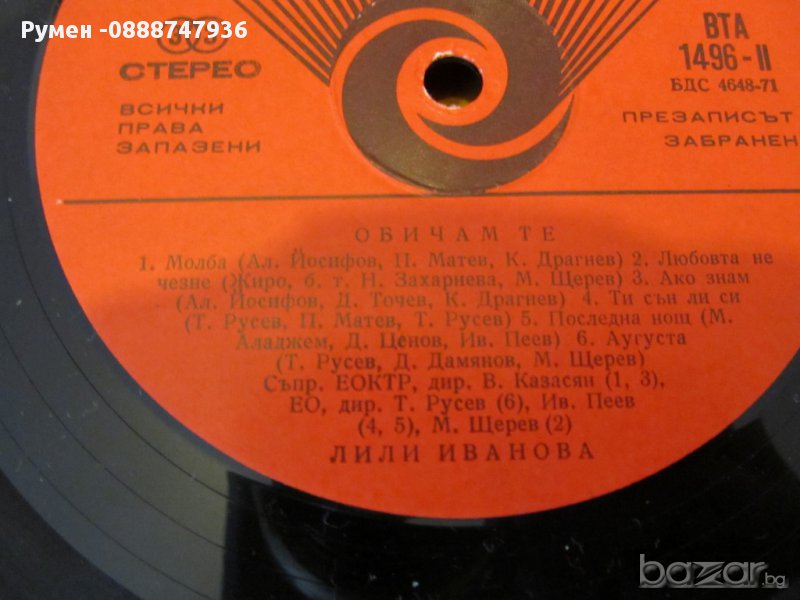 Румен -0888747936
СТЕРЕО
ВСИЧКИ
ПРАВА
ЗАПАЗЕНИ
ВТА
1496-II
БДС 4648-71
ПРЕЗАПИСЪТ
ЗАБРАНЕН
ОБИЧАМ ТЕ
1. Молба (Ал. Йосифов, П. Матев, К. Драгнев) 2. Любовта не
чезне (Жиро, б. т. Н. Захариева, М. Щерев) 3. Ако знам
(Ал. Йосифов, Д. Точев, К. Драгнев) 4. Ти сън ли си
(Т. Русев, П. Матев, Т. Русев) 5. Последна нощ (М.
Аладжем, Д. Ценов, Ив. Пеев) 6. Аугуста
(Т. Русев, Д. Дамянов, М. Щерев)
Съпр. ЕОКТР, дир. В. Казасян (1, 3),
ЕО, дир. Т. Русев (6), Ив. Пеев
(4, 5), М. Щерев (2)
ЛИЛИ ИВАНОВА
bazar.bg